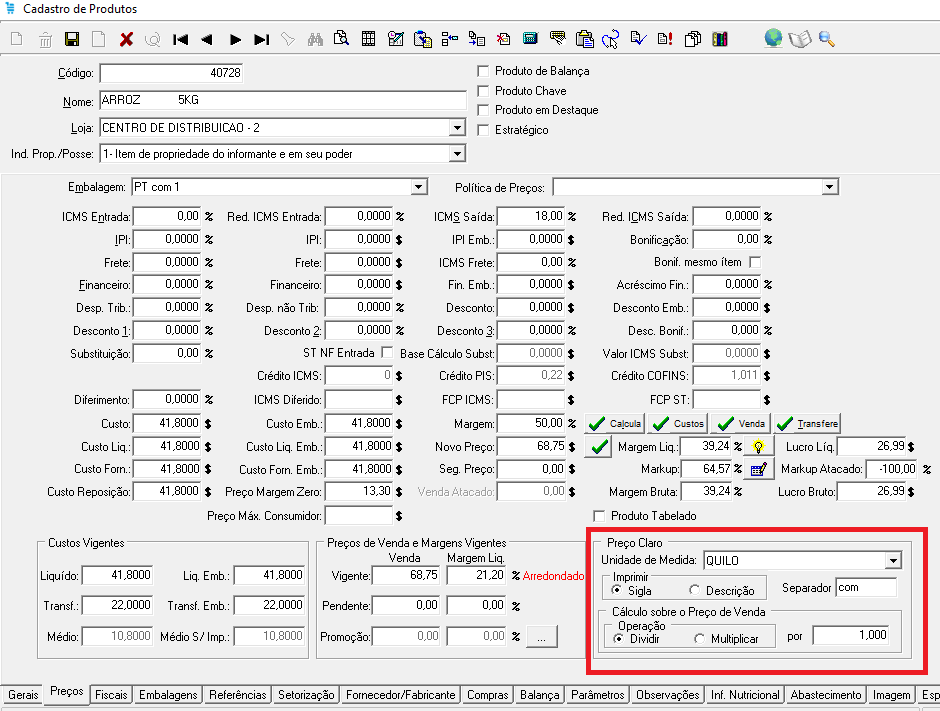 Cadastro de Produtos
Código: 40728
Nome: ARROZ 5KG
Loja: CENTRO DE DISTRIBUICAO - 2
Ind. Prop./Posse: 1- Item de propriedade do informante e em seu poder
Produto de Balança
Produto Chave
Produto em Destaque
Estratégico
Embalagem: PT com 1 Política de Preços:
ICMS Entrada: 0,00 % Red. ICMS Entrada: 0,0000 % ICMS Saída: 18,00 % Red. ICMS Saída: 0,0000 %
IPI: 0,0000 % IPI: 0,0000 $ IPI Emb.: 0,0000 $ Bonificação: 0,00 %
Frete: 0,0000 % Frete: 0,0000 $ ICMS Frete: 0,00 % Bonif. mesmo ítem
Financeiro: 0,0000 % Financeiro: 0,0000 $ Fin. Emb.: 0,0000 $ Acréscimo Fin.: 0,0000 %
Desp. Trib.: 0,0000 % Desp. não Trib: 0,0000 % Desconto: 0,0000 $ Desconto Emb.: 0,0000 $
Desconto 1: 0,0000 % Desconto 2: 0,0000 % Desconto 3: 0,0000 % Desc. Bonif.: 0,000 %
Substituição: 0,00 % ST NF Entrada Base Cálculo Subst: 0,0000 $ Valor ICMS Subst: 0,0000 $
Crédito ICMS: 0 $ Crédito PIS: 0,22 $ Crédito COFINS: 1,011 $
Diferimento: 0,0000 % ICMS Diferido: $ FCP ICMS: $ FCP ST: $
Custo: 41,8000 $ Custo Emb.: 41,8000 $ Margem: 50,00 % Calcula Custos Venda Transfere
Custo Liq.: 41,8000 $ Custo Liq. Emb.: 41,8000 $ Novo Preço: 68,75 $ Margem Liq.: 39,24 % Lucro Líq.: 26,99 $
Custo Forn.: 41,8000 $ Custo Forn. Emb.: 41,8000 $ Seg. Preço: 0,00 $ Markup: 64,57 % Markup Atacado: -100,00 %
Custo Reposição: 41,8000 $ Preço Margem Zero: 13,30 $ Venda Atacado: 0,00 $ Margem Bruta: 39,24 % Lucro Bruto: 26,99 $
Preço Máx. Consumidor: $ Produto Tabelado
Custos Vigentes
Liquído: 41,8000 Liq. Emb.: 41,8000
Transf.: 22,0000 Transf. Emb.: 22,0000
Médio: 10,8000 Médio S/ Imp.: 10,8000
Preços de Venda e Margens Vigentes
Venda Margem Liq.
Vigente: 68,75 21,20 % Arredondado
Pendente: 0,00 0,00 %
Promoção: 0,00 0,00 % ...
Preço Claro
Unidade de Medida: QUILO
Imprimir
Sigla Descrição Separador com
Cálculo sobre o Preço de Venda
Operação
Dividir Multiplicar por 1,000
Gerais Preços Fiscais Embalagens Referências Setorização Fornecedor/Fabricante Compras Balança Parâmetros Observações Inf. Nutricional Abastecimento Imagem Esp